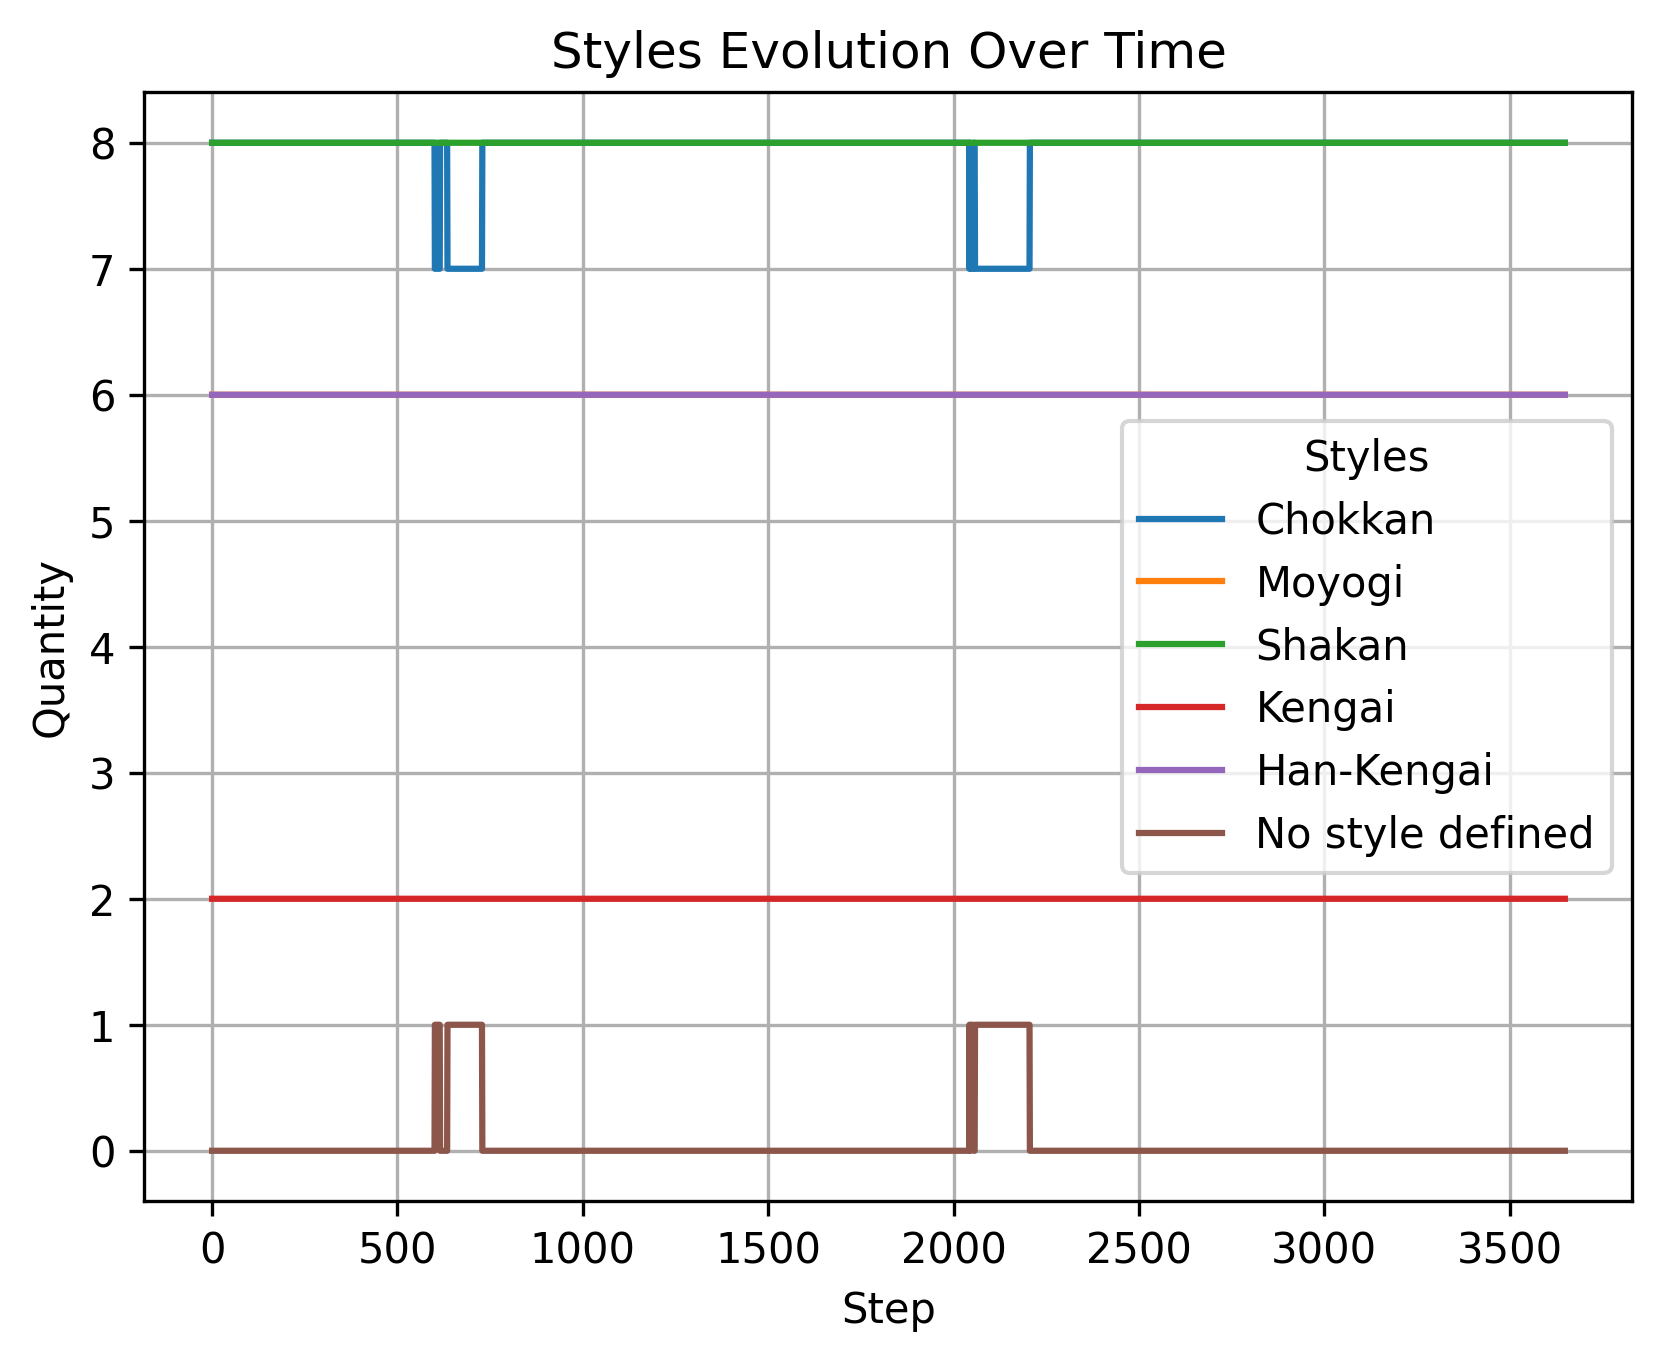 Styles Evolution Over Time
8
7
6
5
4
3
2
1
0
Quantity
Styles
Chokkan
Moyogi
Shakan
Kengai
Han-Kengai
No style defined
0 500 1000 1500 2000 2500 3000 3500
Step